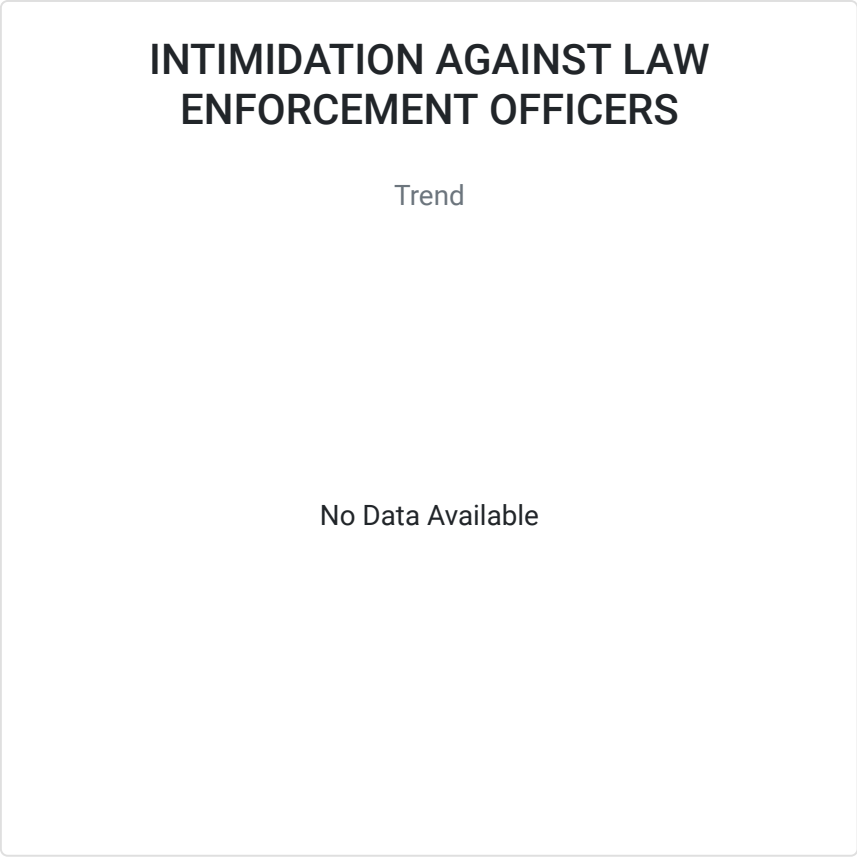 INTIMIDATION AGAINST LAW
ENFORCEMENT OFFICERS
Trend
No Data Available